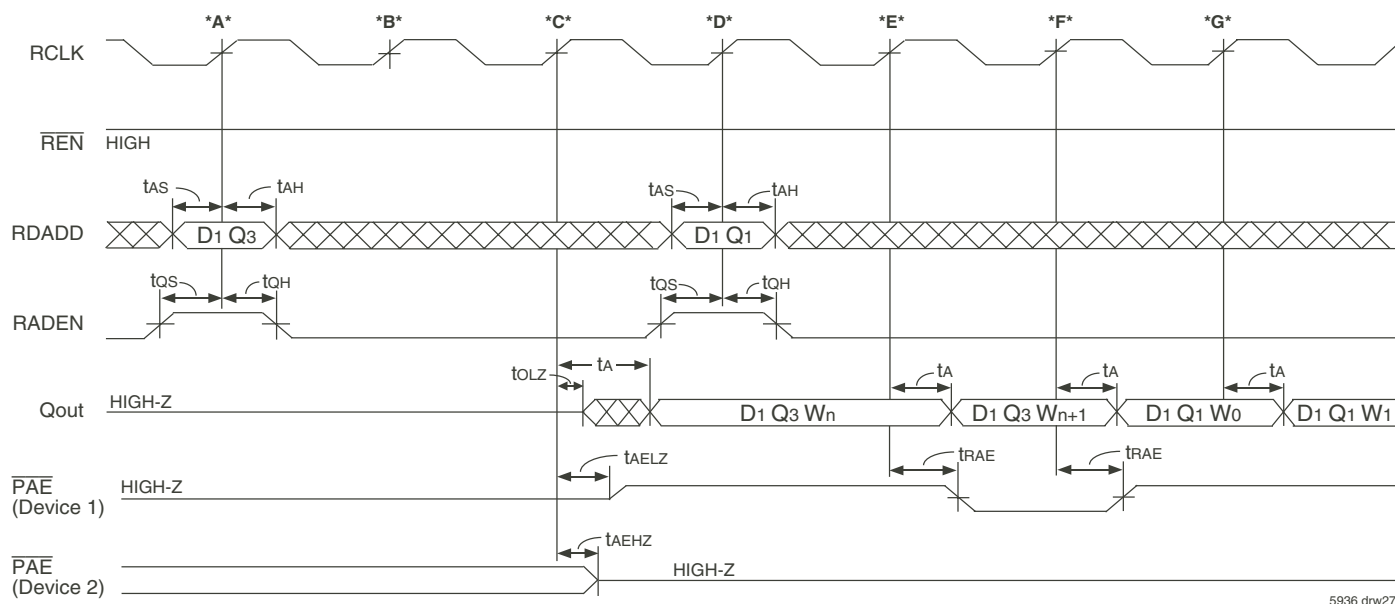 *A* *B* *C* *D* *E* *F* *G*
RCLK
REN HIGH
tAS tAH tAS tAH
RDADD D1 Q3 D1 Q1
tQS tQH tQS tQH
RADEN
tOLZ tA tA tA tA
Qout HIGH-Z D1 Q3 Wn D1 Q3 Wn+1 D1 Q1 W0 D1 Q1 W1
tAELZ tRAE tRAE
PAE HIGH-Z
(Device 1)
tAEHZ
PAE HIGH-Z
(Device 2)
5936 drw27